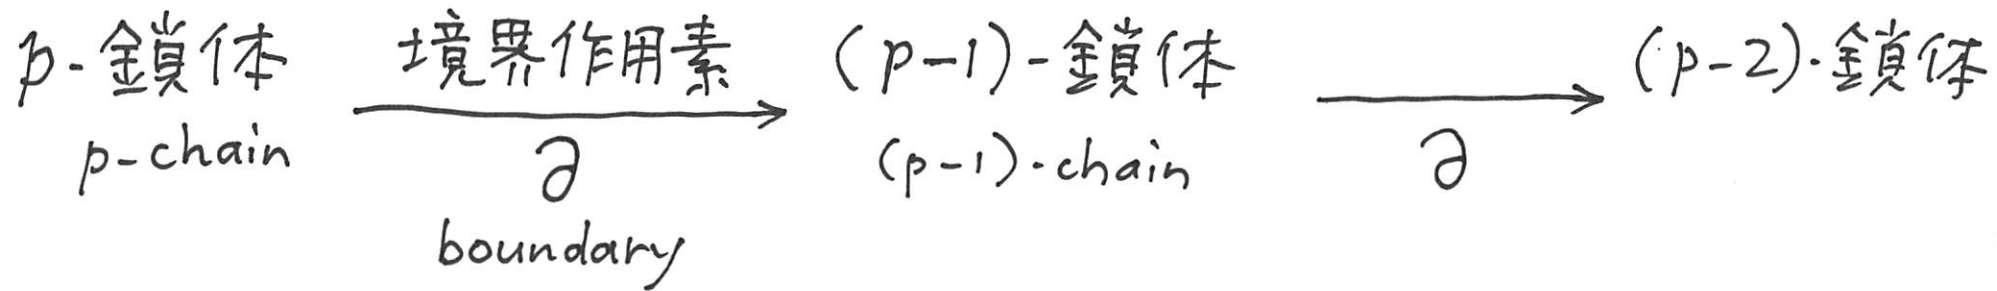 p-鎖体 境界作用素 (p-1)-鎖体 (p-2)-鎖体
p-chain ∂ (p-1)-chain ∂
boundary